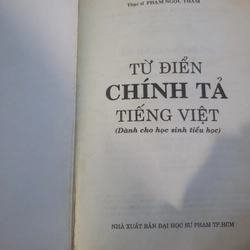 Thạc sĩ PHẠM NGỌC THẮM
TỪ ĐIỂN
CHÍNH TẢ
TIẾNG VIỆT
(Dành cho học sinh tiểu học)
NHÀ XUẤT BẢN ĐẠI HỌC SƯ PHẠM TP.HCM